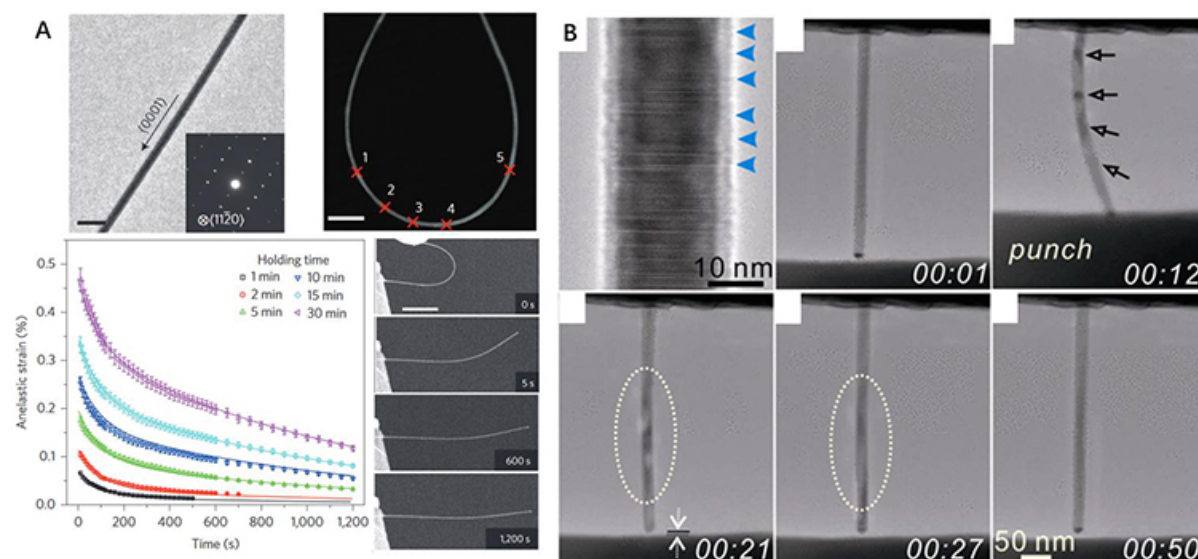 A
(0001)
⊗(11̄20)
1
2
3
4
5
Anelastic strain (%)
0.5
0.4
0.3
0.2
0.1
0.0
Holding time
1 min
2 min
5 min
10 min
15 min
30 min
0
200
400
600
800
1,000
1,200
Time (s)
0 s
5 s
600 s
1,200 s
B
10 nm
00:01
punch
00:12
00:21
00:27
50 nm
00:50